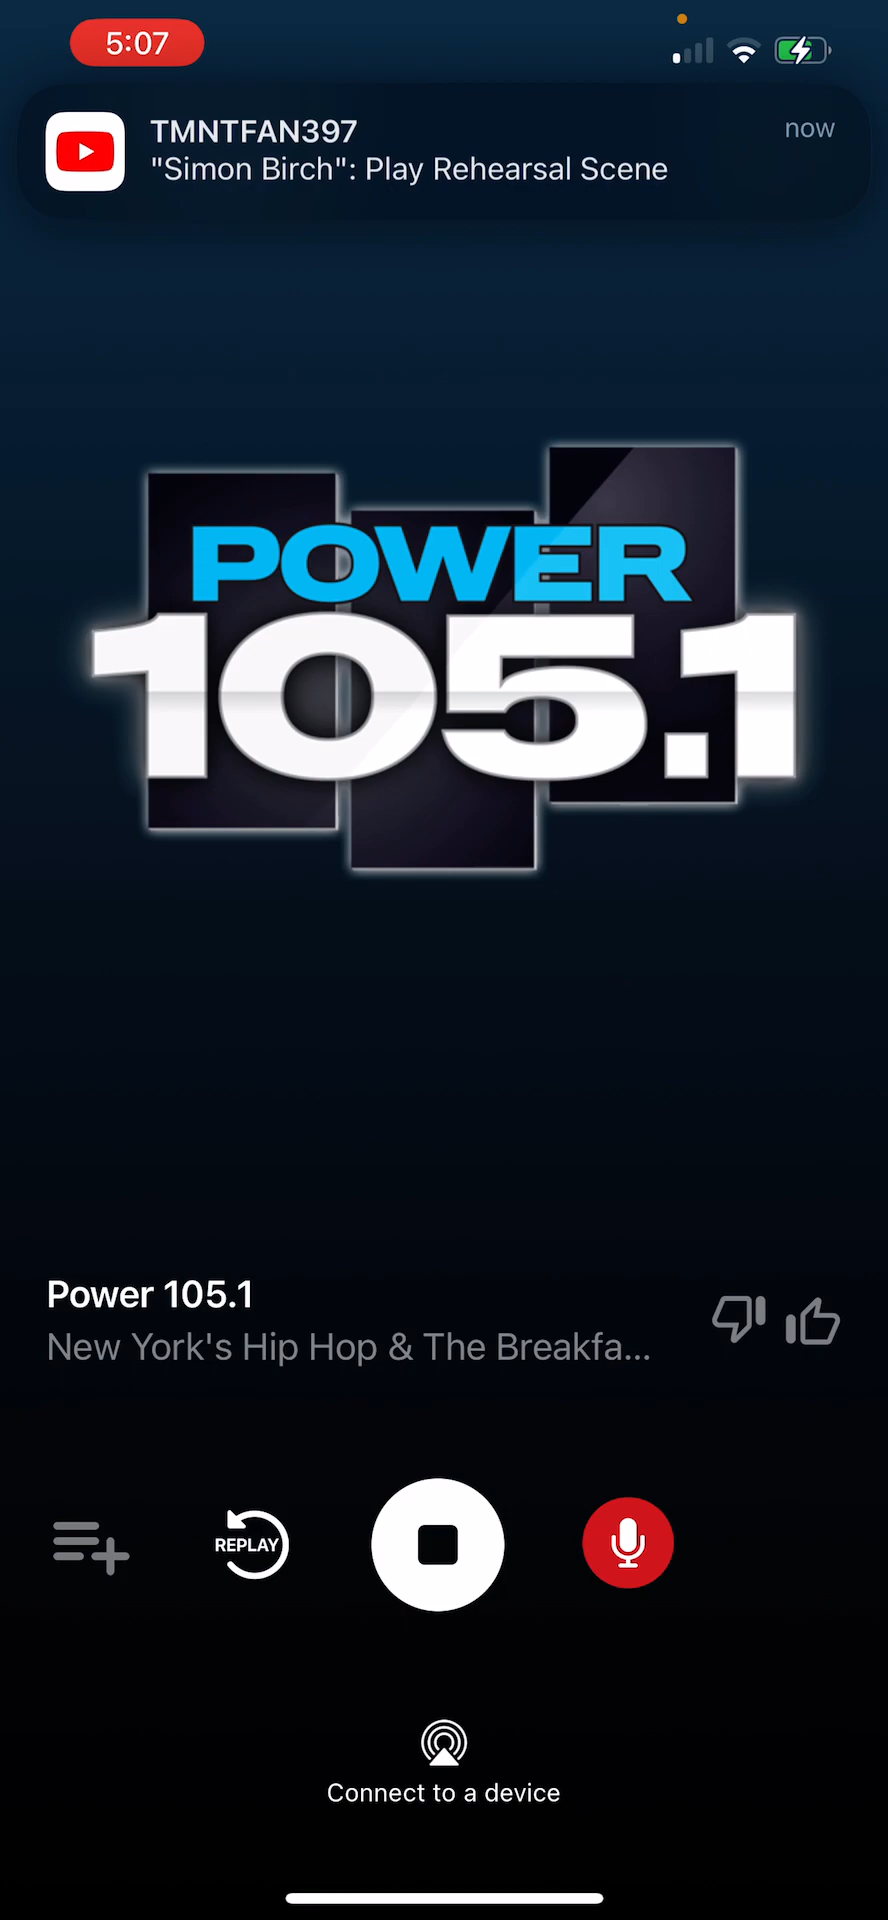 5:07
TMNTFAN397
now
"Simon Birch": Play Rehearsal Scene
POWER
105.1
Power 105.1
New York's Hip Hop & The Breakfa...
REPLAY
Connect to a device